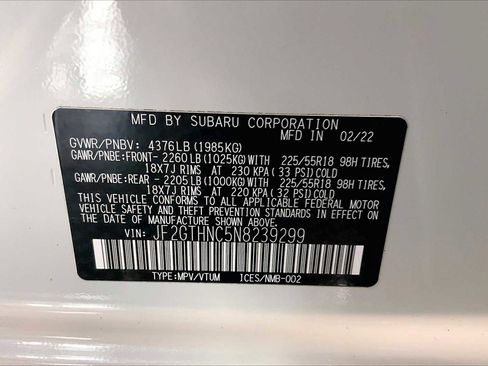 MFD BY SUBARU CORPORATION
MFD IN 02/22
GVWR/PNBV: 4376LB(1985KG)
GAWR/PNBE:FRONT- 2260LB(1025KG)WITH 225/55R18 98H TIRES,
18X7J RIMS AT 230 KPA( 33 PSI)COLD
GAWR/PNBE:REAR - 2205LB(1000KG)WITH 225/55R18 98H TIRES,
18X7J RIMS AT 220 KPA( 32 PSI)COLD
THIS VEHICLE CONFORMS TO ALL APPLICABLE FEDERAL MOTOR
VEHICLE SAFETY, BUMPER, AND THEFT PREVENTION STANDARDS
IN EFFECT ON THE DATE OF MANUFACTURE SHOWN ABOVE.
VIN: JF2GTHNC5N8239299
TYPE:MPV/VTUM ICES/NMB-002